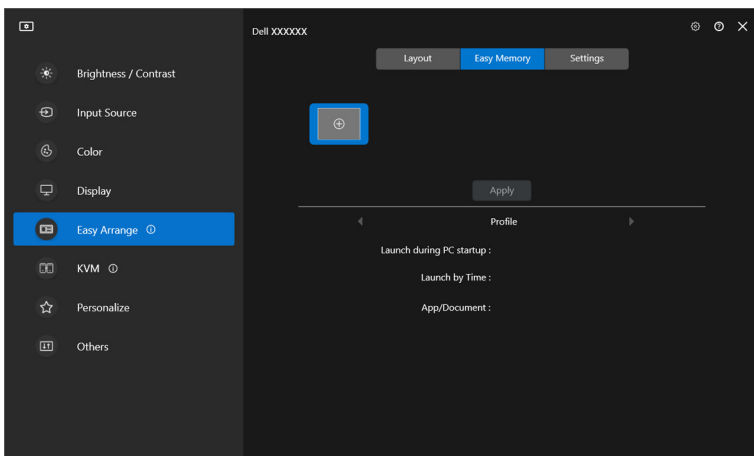 Dell XXXXXX
Layout
Easy Memory
Settings
Brightness / Contrast
Input Source
Color
Display
Easy Arrange
KVM
Personalize
Others
Apply
Profile
Launch during PC startup :
Launch by Time :
App/Document :